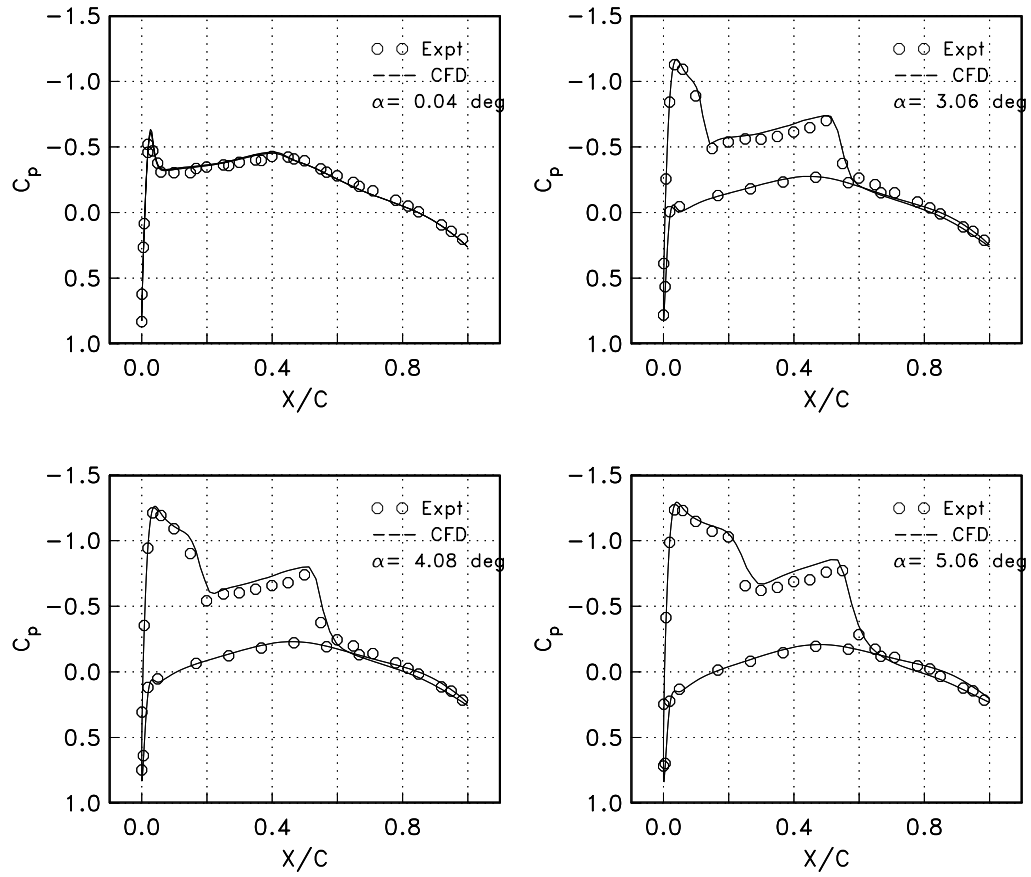 −1.5
−1.0
−0.5
0.0
0.5
1.0
Cp
Expt
CFD
α= 0.04 deg
0.0 0.4 0.8
X/C
−1.5
−1.0
−0.5
0.0
0.5
1.0
Cp
Expt
CFD
α= 3.06 deg
0.0 0.4 0.8
X/C
−1.5
−1.0
−0.5
0.0
0.5
1.0
Cp
Expt
CFD
α= 4.08 deg
0.0 0.4 0.8
X/C
−1.5
−1.0
−0.5
0.0
0.5
1.0
Cp
Expt
CFD
α= 5.06 deg
0.0 0.4 0.8
X/C